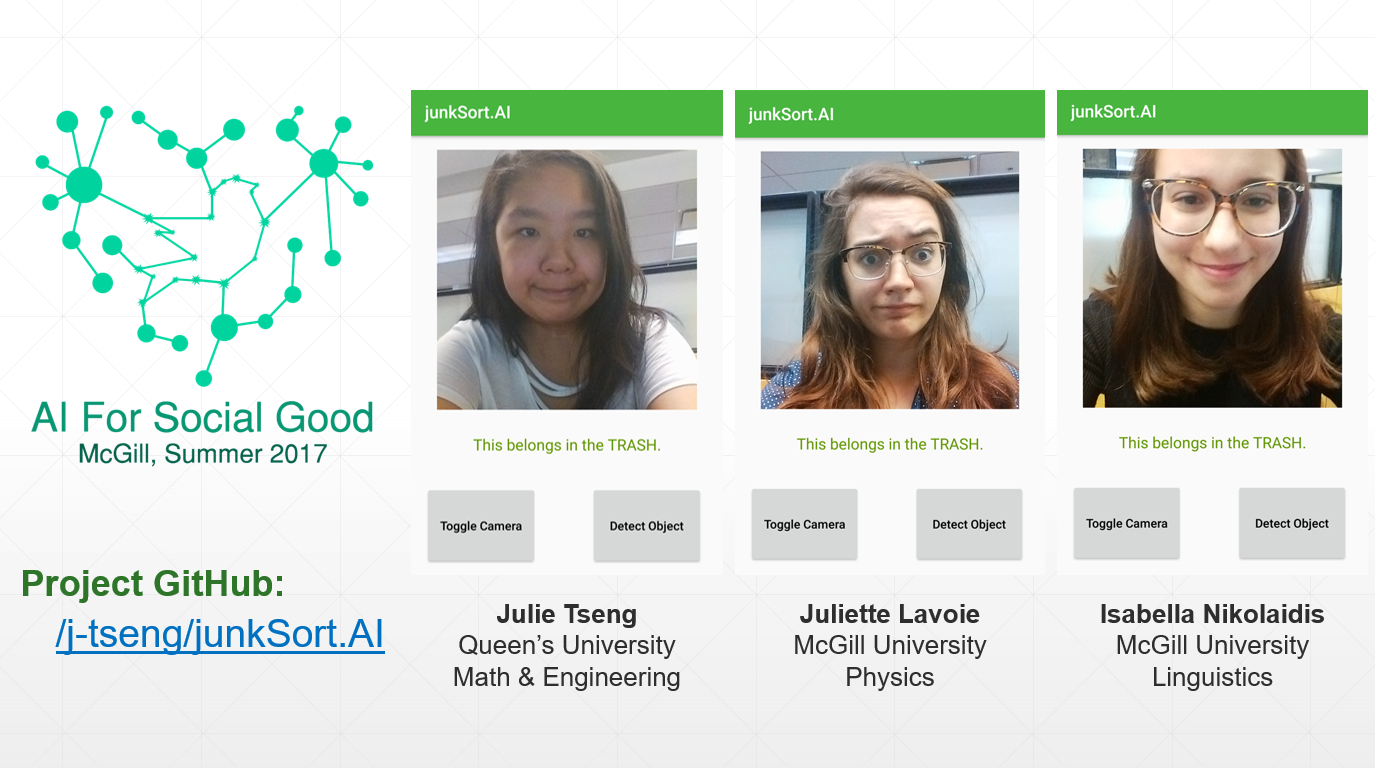 AI For Social Good
McGill, Summer 2017
Project GitHub:
/j-tseng/junkSort.AI
junkSort.AI
This belongs in the TRASH.
Toggle Camera
Detect Object
Julie Tseng
Queen’s University
Math & Engineering
junkSort.AI
This belongs in the TRASH.
Toggle Camera
Detect Object
Juliette Lavoie
McGill University
Physics
junkSort.AI
This belongs in the TRASH.
Toggle Camera
Detect Object
Isabella Nikolaidis
McGill University
Linguistics